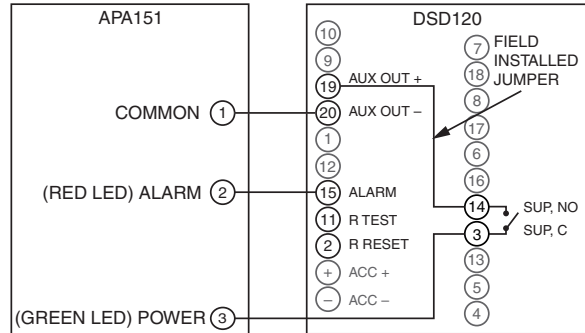 APA151
DSD120
COMMON 1
(RED LED) ALARM 2
(GREEN LED) POWER 3
10
9
19 AUX OUT +
20 AUX OUT –
1
12
15 ALARM
11 R TEST
2 R RESET
+ ACC +
– ACC –
FIELD
INSTALLED
JUMPER
7
18
8
17
6
16
14 SUP, NO
3 SUP, C
13
5
4